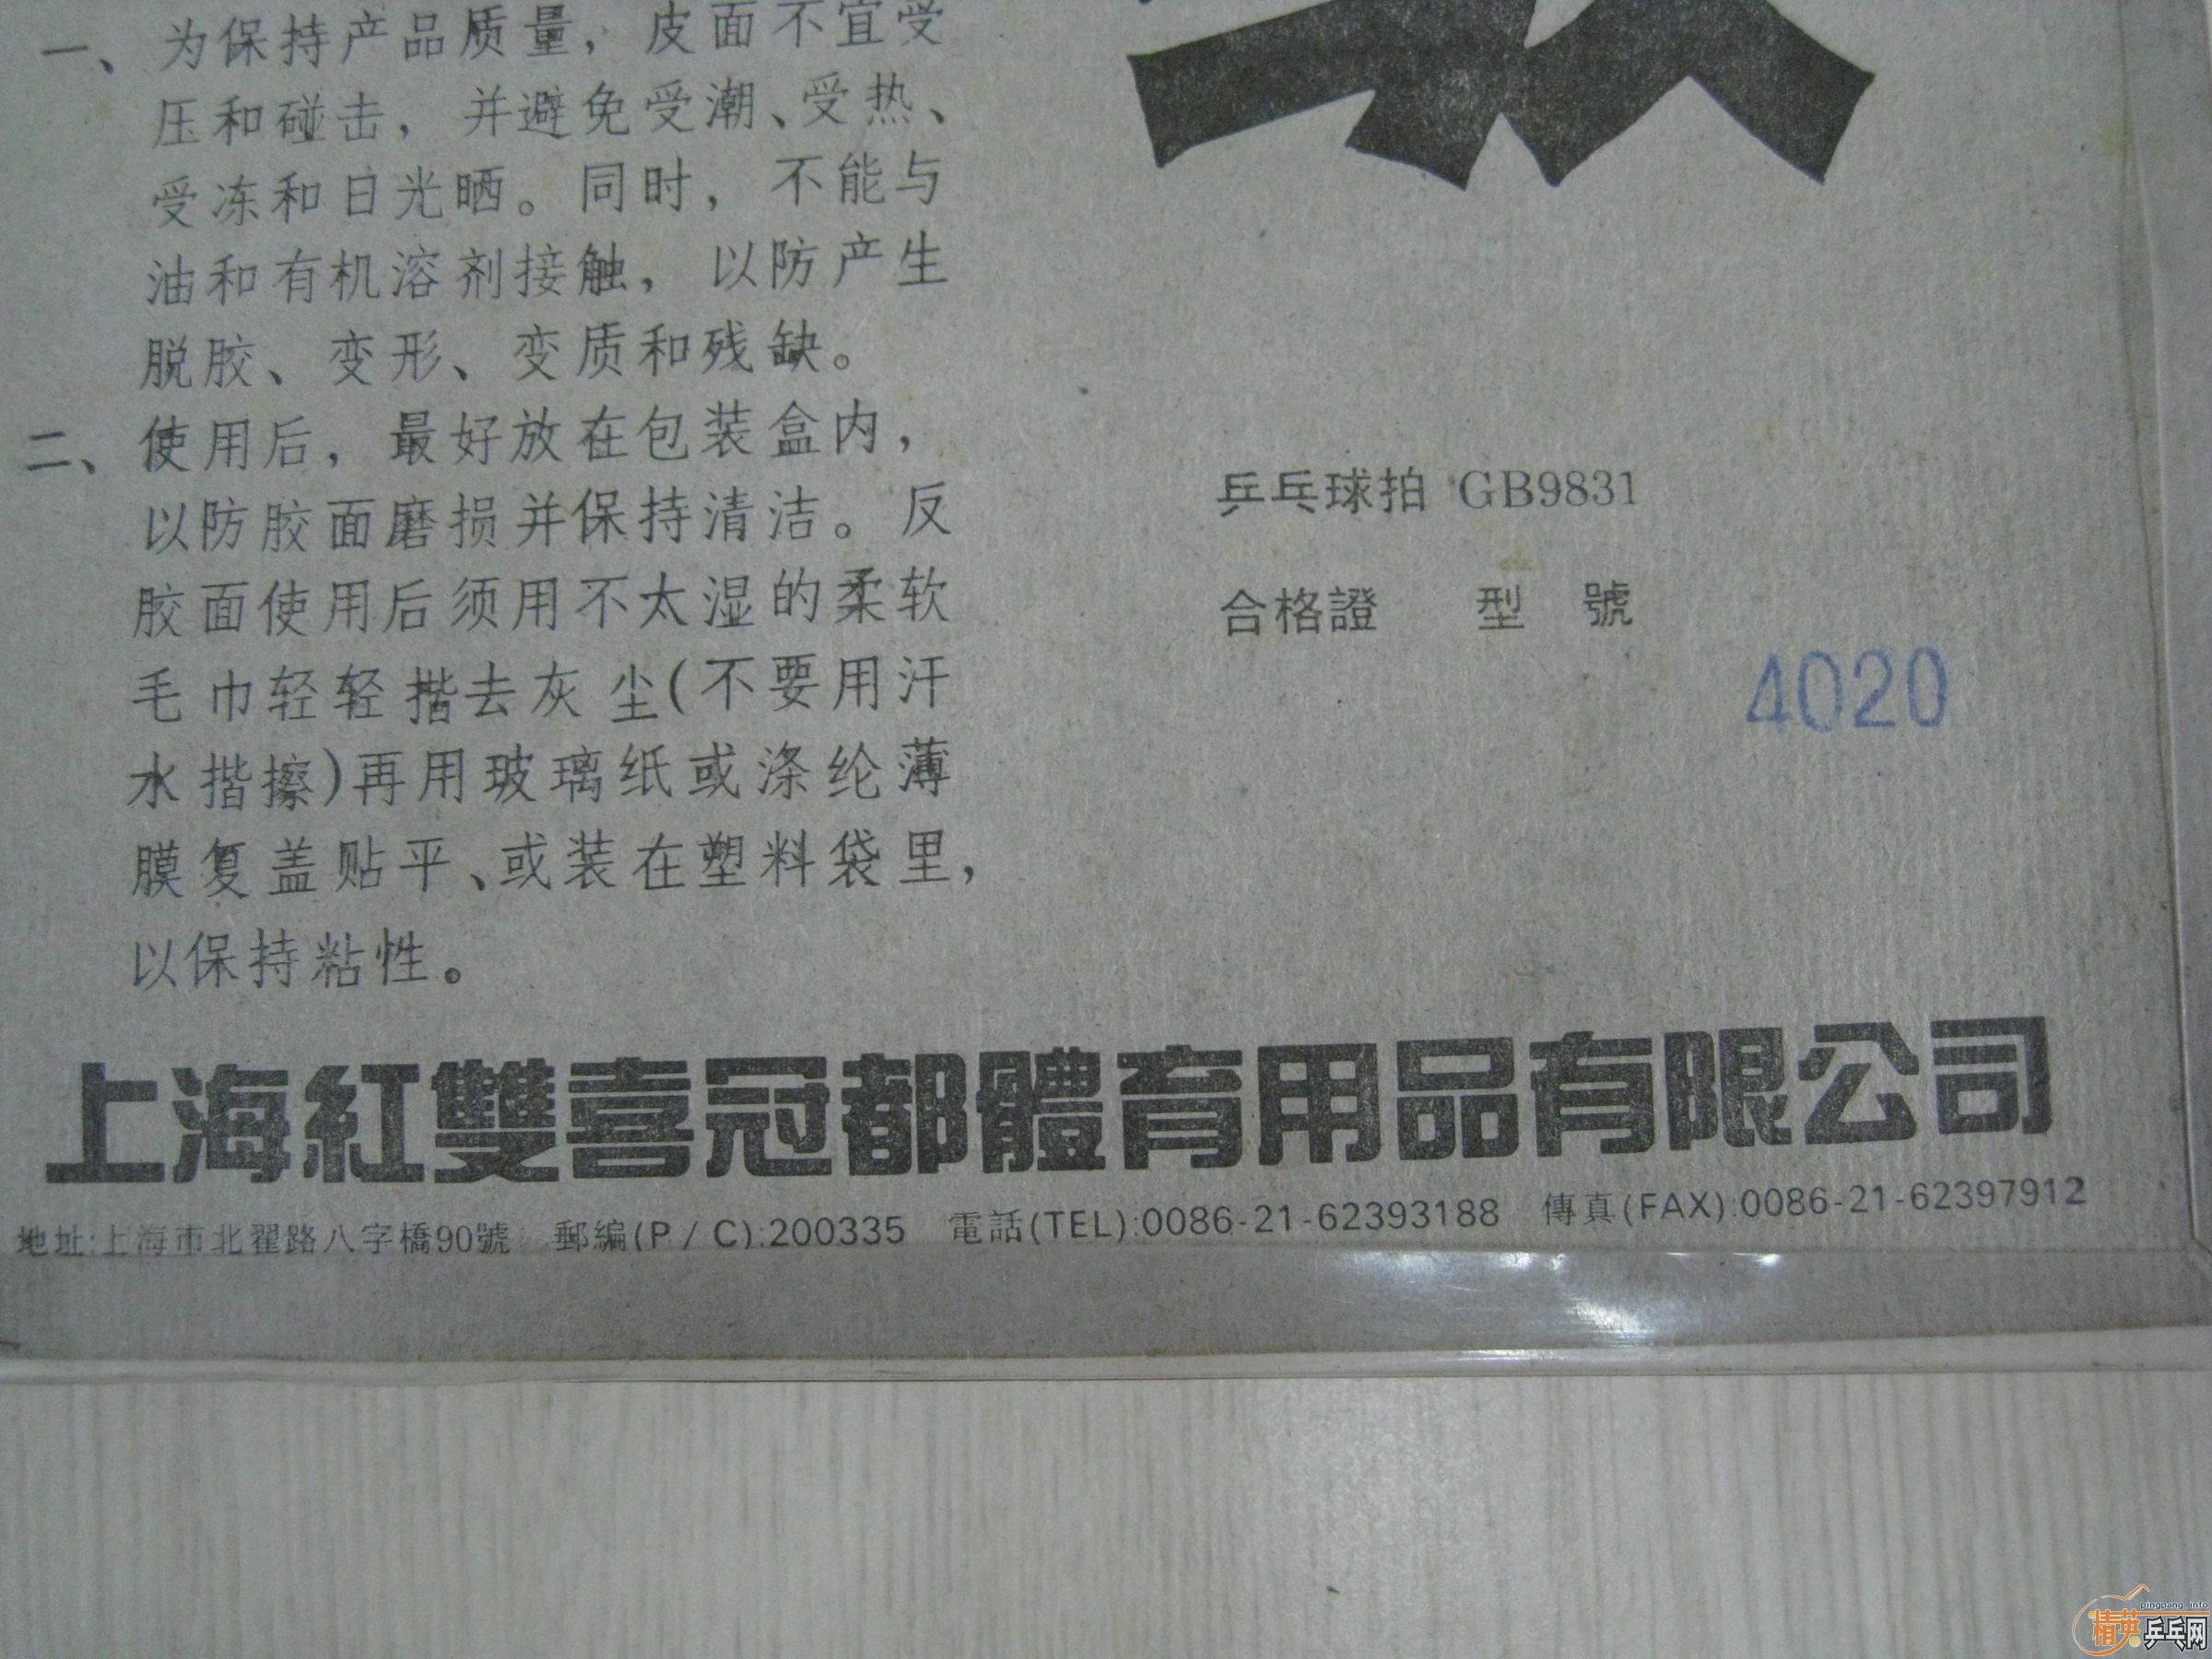 一、为保持产品质量，皮面不宜受
压和碰击，并避免受潮、受热、
受冻和日光晒。同时，不能与
油和有机溶剂接触，以防产生
脱胶、变形、变质和残缺。
二、使用后，最好放在包装盒内，
以防胶面磨损并保持清洁。反
胶面使用后须用不太湿的柔软
毛巾轻轻揩去灰尘(不要用汗
水揩擦)再用玻璃纸或涤纶薄
膜复盖贴平、或装在塑料袋里，
以保持粘性。
乒乓球拍 GB9831
合格證 型號
4020
上海紅雙喜冠都體育用品有限公司
地址:上海市北翟路八字橋90號 郵編(P / C):200335 電話(TEL):0086-21-62393188 傳真(FAX):0086-21-62397912
pingpang.info
精英乒乓网